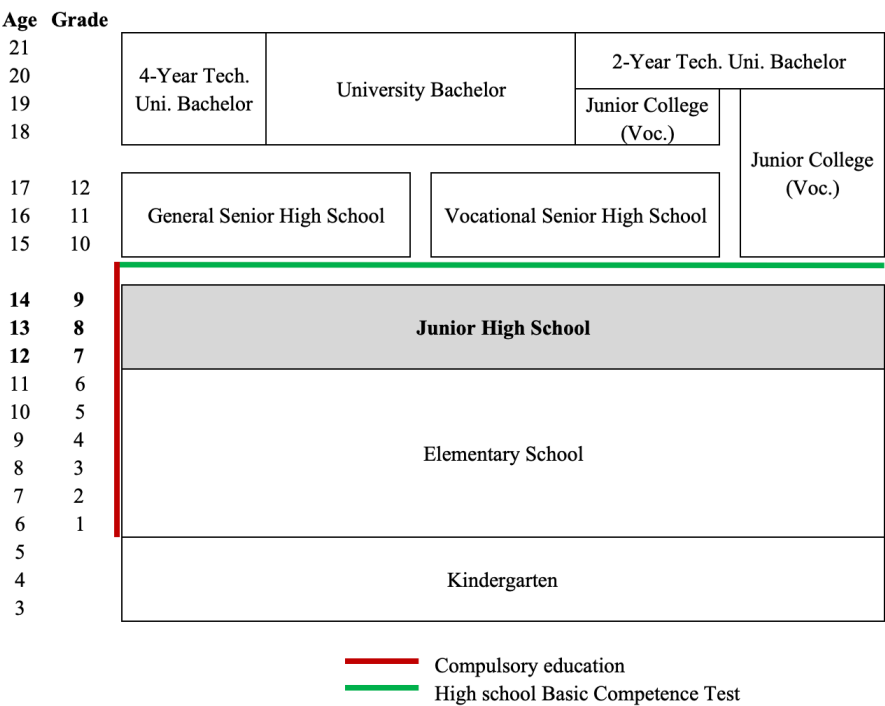 Age Grade
21
20
19
18
4-Year Tech.
Uni. Bachelor
University Bachelor
2-Year Tech. Uni. Bachelor
Junior College
(Voc.)
Junior College
(Voc.)
17 12
16 11
15 10
General Senior High School
Vocational Senior High School
14 9
13 8
12 7
Junior High School
11 6
10 5
9 4
8 3
7 2
6 1
Elementary School
5
4
3
Kindergarten
Compulsory education
High school Basic Competence Test